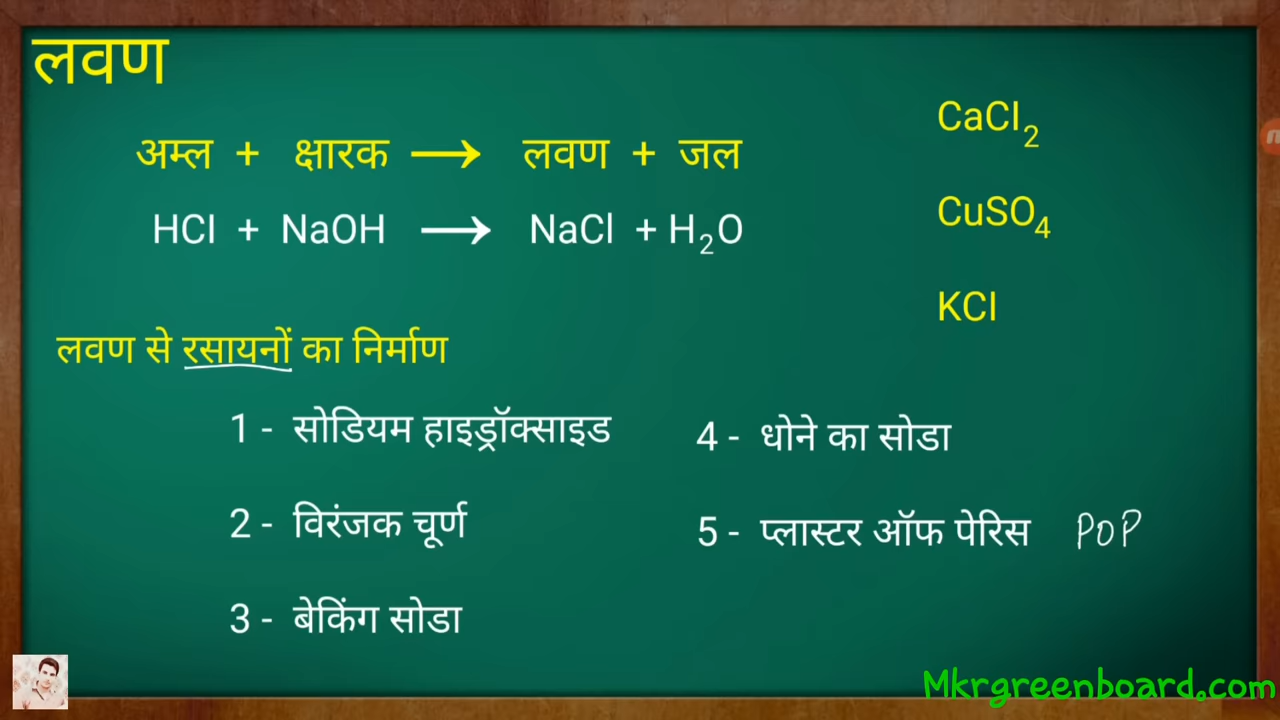 लवण
अम्ल + क्षारक → लवण + जल
HCl + NaOH → NaCl + H₂O
CaCl₂
CuSO₄
KCl
लवण से रसायनों का निर्माण
1 - सोडियम हाइड्रॉक्साइड
2 - विरंजक चूर्ण
3 - बेकिंग सोडा
4 - धोने का सोडा
5 - प्लास्टर ऑफ पेरिस POP
Mkrgreenboard.com